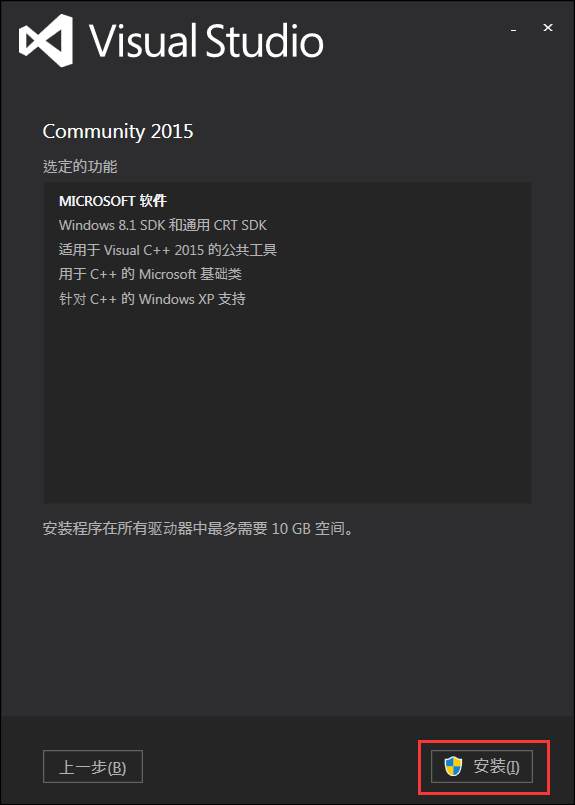 Visual Studio
Community 2015
选定的功能
MICROSOFT 软件
Windows 8.1 SDK 和通用 CRT SDK
适用于 Visual C++ 2015 的公共工具
用于 C++ 的 Microsoft 基础类
针对 C++ 的 Windows XP 支持
安装程序在所有驱动器中最多需要 10 GB 空间。
上一步(B)
安装(I)